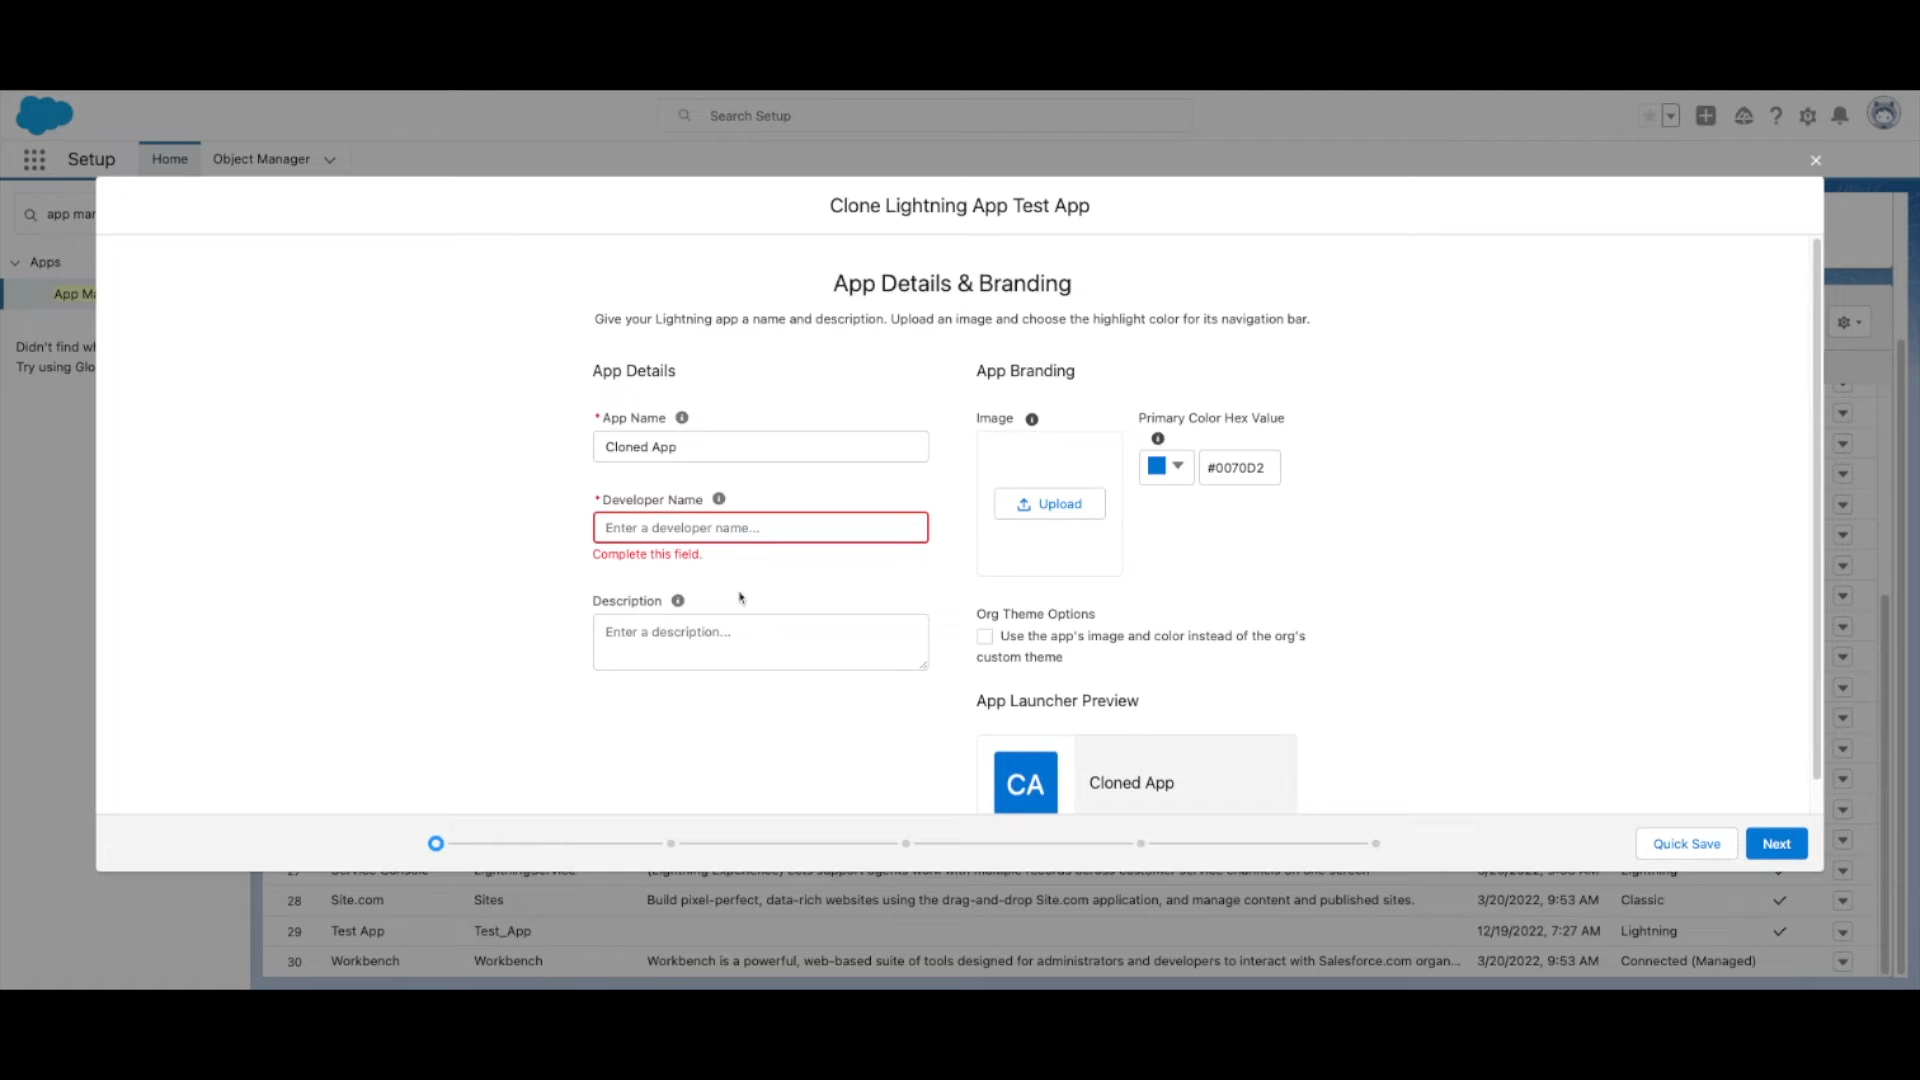 Search Setup
Setup
Home
Object Manager
app mar
Apps
App Ma
Didn't find wh
Try using Glo
Clone Lightning App Test App
App Details & Branding
Give your Lightning app a name and description. Upload an image and choose the highlight color for its navigation bar.
App Details
App Branding
* App Name
Cloned App
Image
Primary Color Hex Value
Upload
#0070D2
* Developer Name
Enter a developer name...
Complete this field.
Description
Enter a description...
Org Theme Options
Use the app's image and color instead of the org's
custom theme
App Launcher Preview
CA
Cloned App
Quick Save
Next
28 Site.com Sites Build pixel-perfect, data-rich websites using the drag-and-drop Site.com application, and manage content and published sites. 3/20/2022, 9:53 AM Classic
29 Test App Test_App 12/19/2022, 7:27 AM Lightning
30 Workbench Workbench Workbench is a powerful, web-based suite of tools designed for administrators and developers to interact with Salesforce.com organ... 3/20/2022, 9:53 AM Connected (Managed)